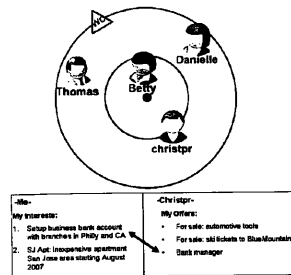 WO
Danielle
Thomas
Betty
christpr
-Me-
My Interests:
1. Setup business bank account
with branches in Philly and CA
2. SJ Apt: Inexpensive apartment
San Jose area starting August
2007
-Christpr-
My Offers:
• For sale: automotive tools
• For sale: ski tickets to BlueMountain
• Bank manager